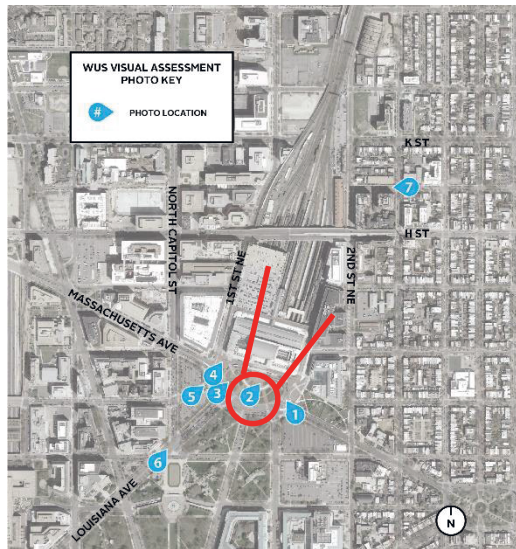 WUS VISUAL ASSESSMENT
PHOTO KEY
#
PHOTO LOCATION
K ST
7
NORTH CAPITOL ST
H ST
1ST ST NE
2ND ST NE
MASSACHUSETTS AVE
4
5
3
2
1
6
LOUISIANA AVE
N